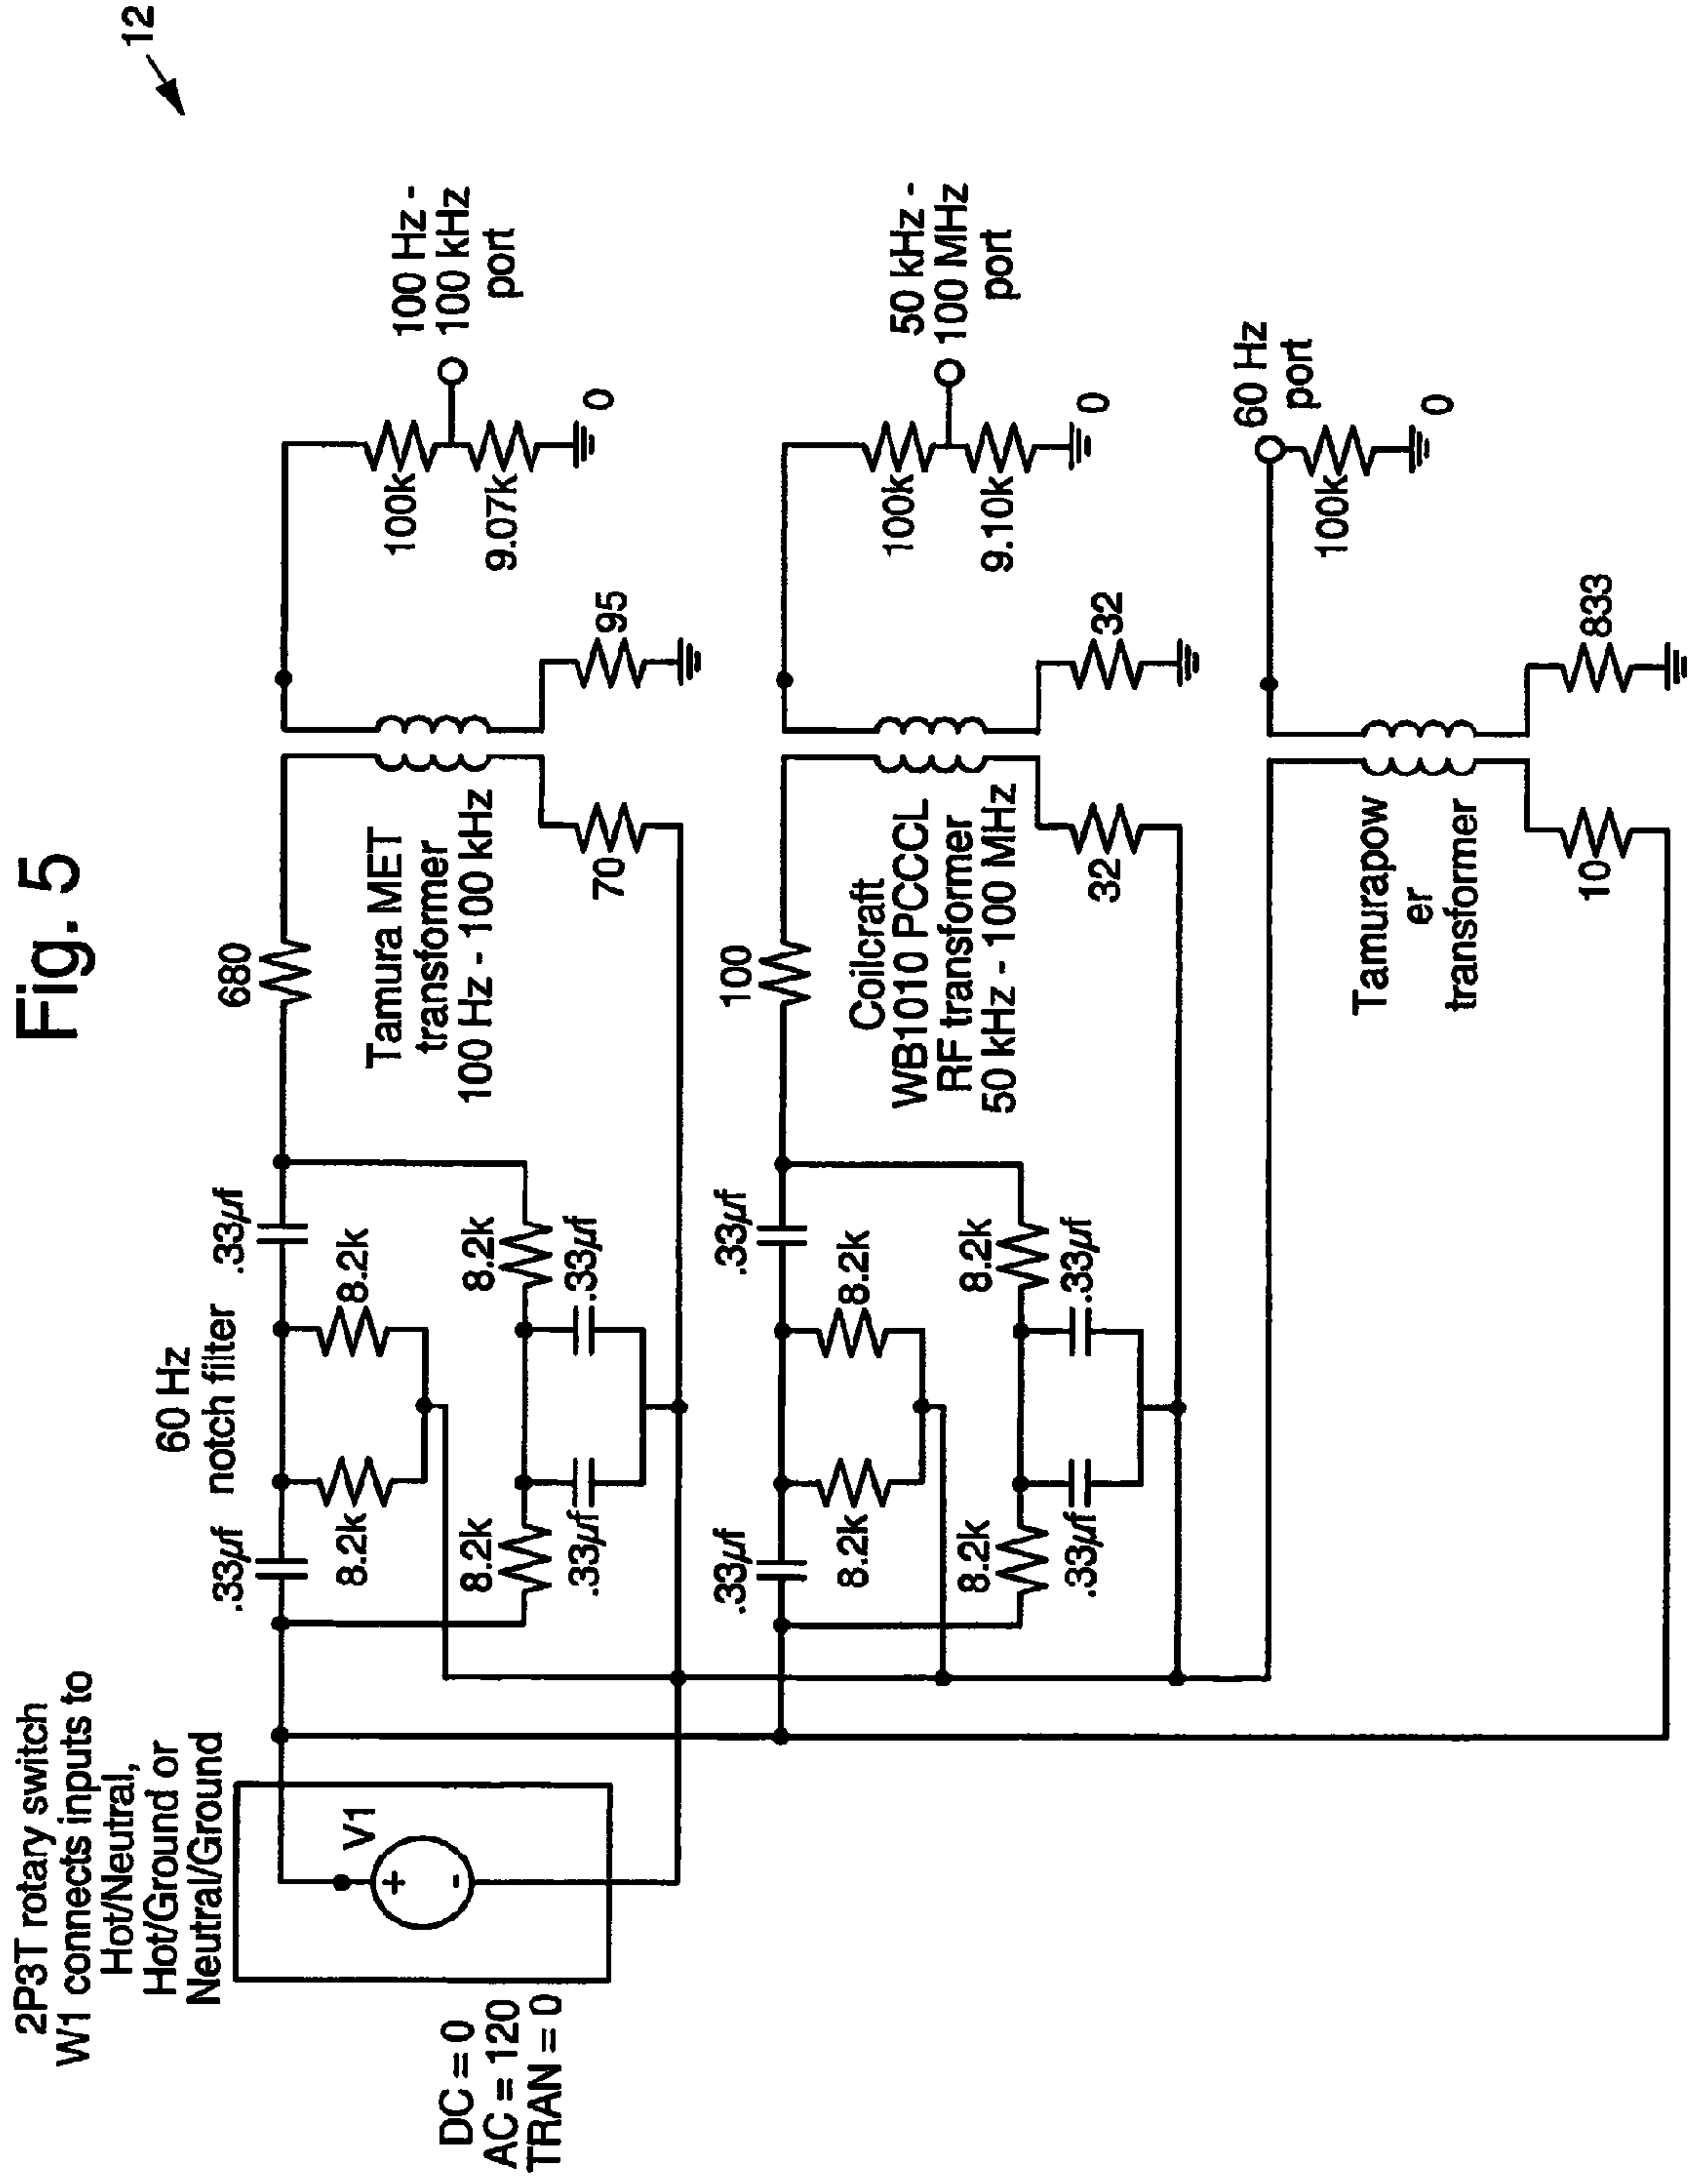 Fig. 5
12
2P3T rotary switch
W1 connects inputs to
Hot/Neutral,
Hot/Ground or
Neutral/Ground
DC = 0
AC = 120
TRAN = 0
V1
+
-
60 Hz
notch filter
.33µf
.33µf
8.2k
8.2k
8.2k
8.2k
.33µf
.33µf
680
Tamura MET
transformer
100 Hz - 100 kHz
70
95
100k
9.07k
0
100 Hz -
100 kHz
port
.33µf
.33µf
8.2k
8.2k
8.2k
8.2k
.33µf
.33µf
100
Coilcraft
WB1010 PCCCL
RF transformer
50 kHz - 100 MHz
32
32
100k
9.10k
0
50 kHz -
100 MHz
port
Tamurapow
er
transformer
10
833
100k
0
60 Hz
port